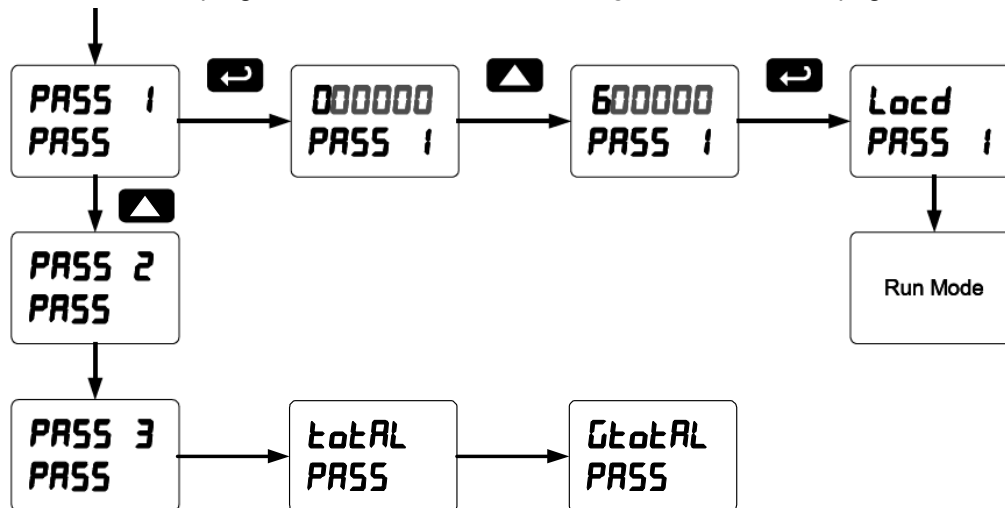 PASS 1
PASS
000000
PASS 1
600000
PASS 1
Locd
PASS 1
PASS 2
PASS
Run Mode
PASS 3
PASS
totAL
PASS
GtotAL
PASS